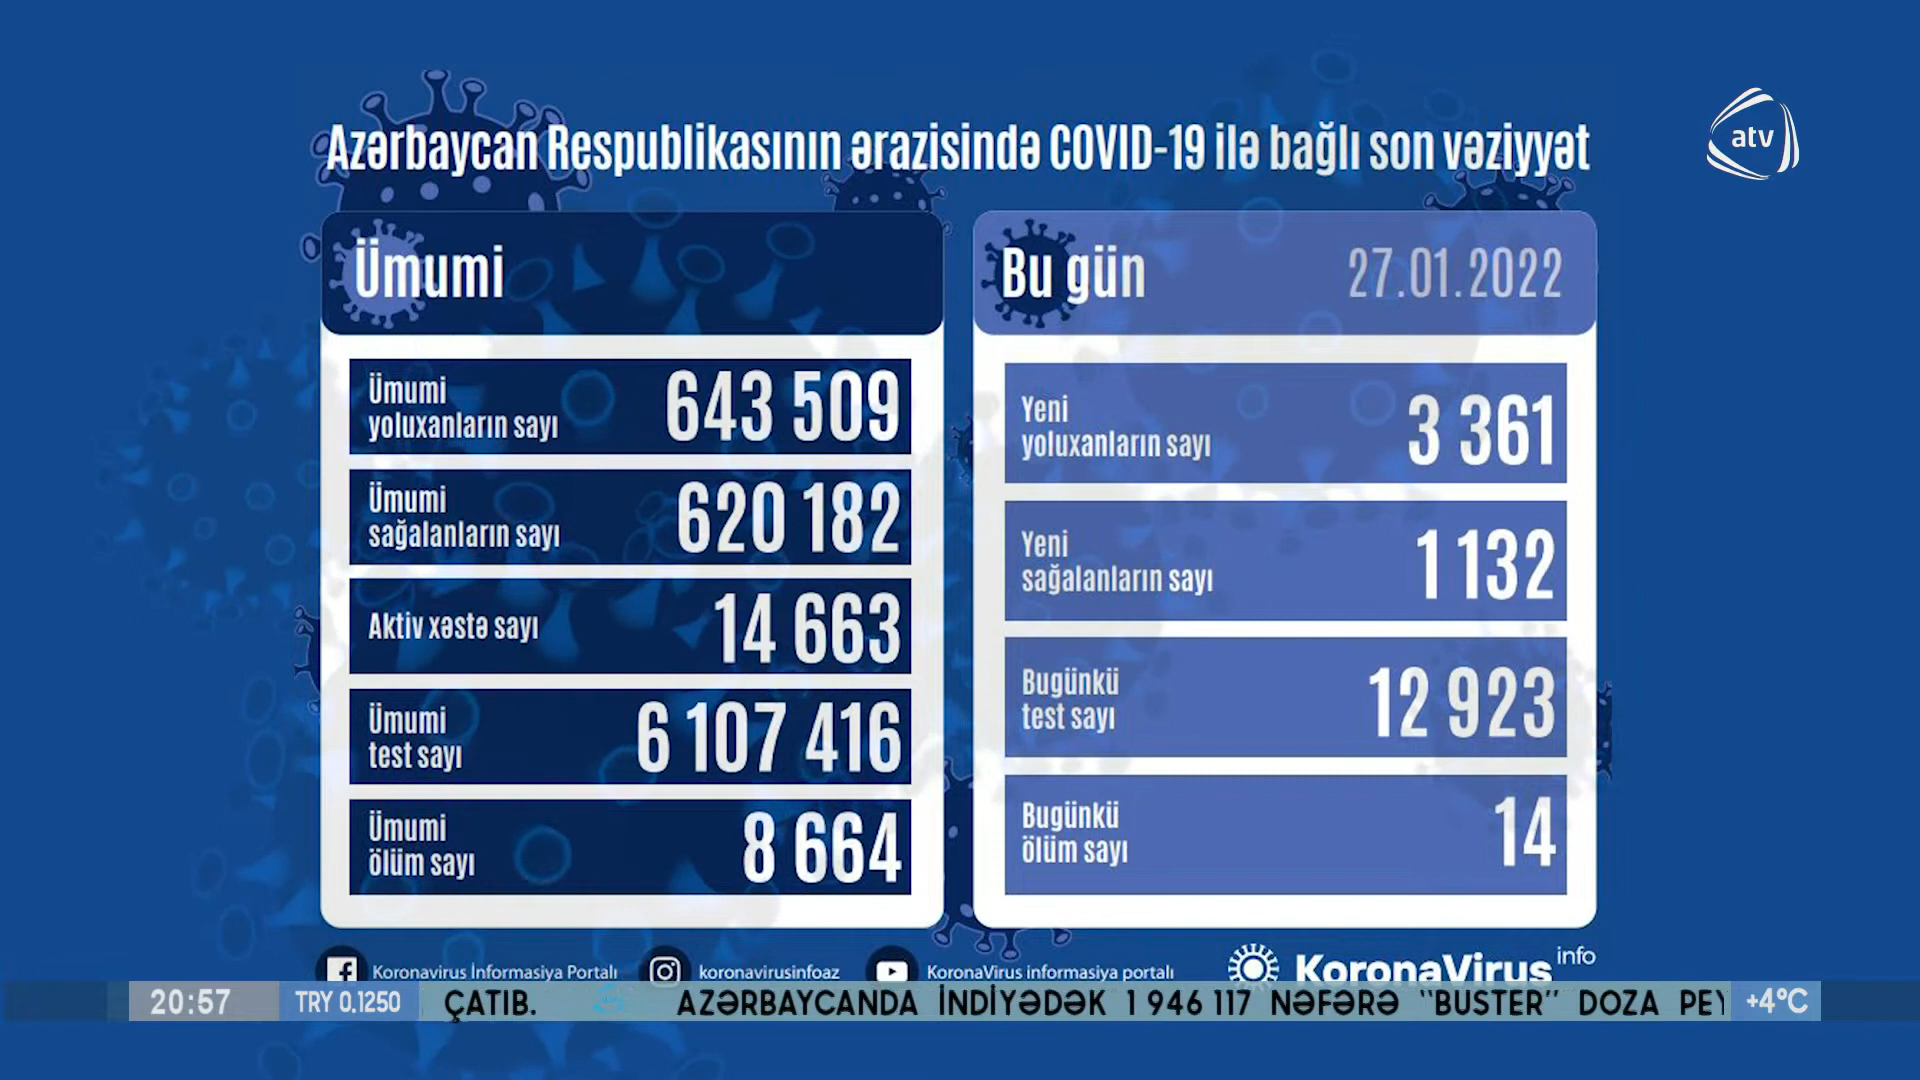 Azərbaycan Respublikasının ərazisində COVID-19 ilə bağlı son vəziyyət
atv
Ümumi
Ümumi
yoluxanların sayı
643 509
Ümumi
sağalanların sayı
620 182
Aktiv xəstə sayı
14 663
Ümumi
test sayı
6 107 416
Ümumi
ölüm sayı
8 664
Bu gün
27.01.2022
Yeni
yoluxanların sayı
3 361
Yeni
sağalanların sayı
1 132
Bugünkü
test sayı
12 923
Bugünkü
ölüm sayı
14
Koronavirus İnformasiya Portalı
koronavirusinfoaz
KoronaVirus informasiya portalı
KoronaVirus info
20:57
TRY 0.1250
ÇATIB.
AZƏRBAYCANDA İNDİYƏDƏK 1 946 117 NƏFƏRƏ "BUSTER" DOZA PEY
+4°C